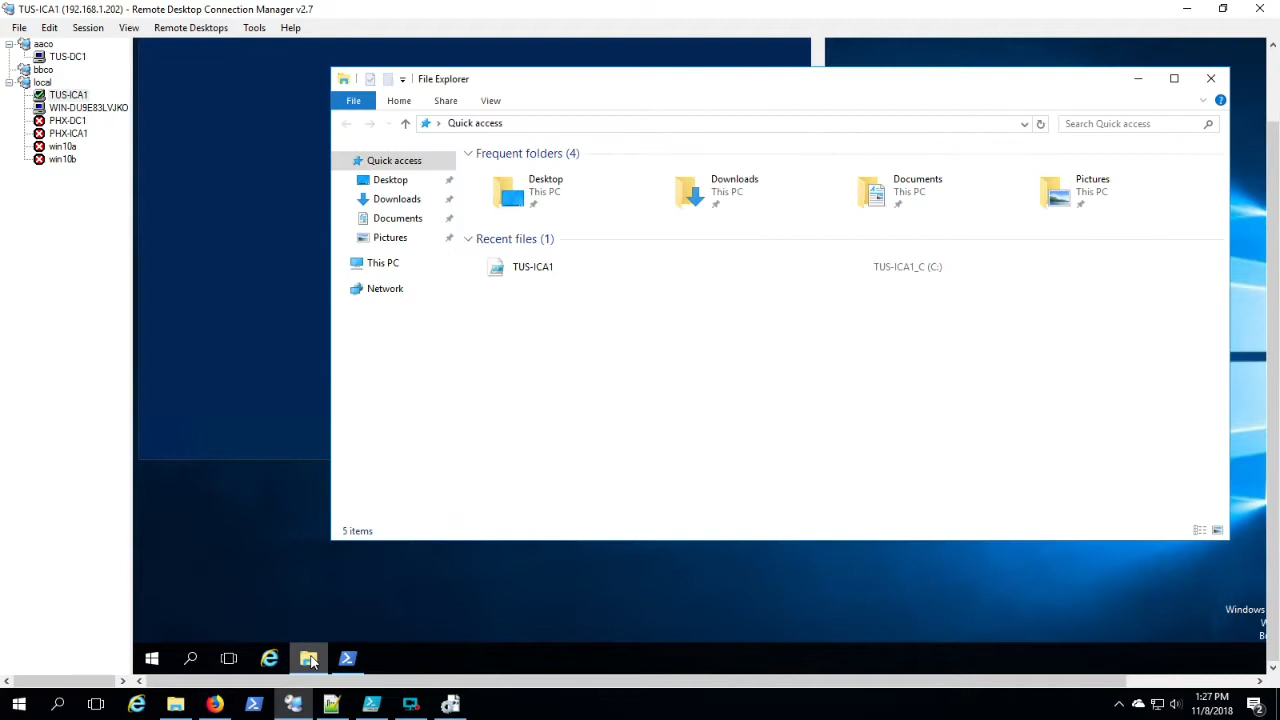 TUS-ICA1 (192.168.1.202) - Remote Desktop Connection Manager v2.7
File Edit Session View Remote Desktops Tools Help
aaco
TUS-DC1
bbco
local
TUS-ICA1
WIN-DU9E83LVJKO
PHX-DC1
PHX-ICA1
win10a
win10b
File Explorer
File Home Share View
Quick access
Search Quick access
Quick access
Desktop
Downloads
Documents
Pictures
This PC
Network
Frequent folders (4)
Desktop
This PC
Downloads
This PC
Documents
This PC
Pictures
This PC
Recent files (1)
TUS-ICA1 TUS-ICA1_C (C:)
5 items
Windows
W
Be
1:27 PM
11/8/2018
2